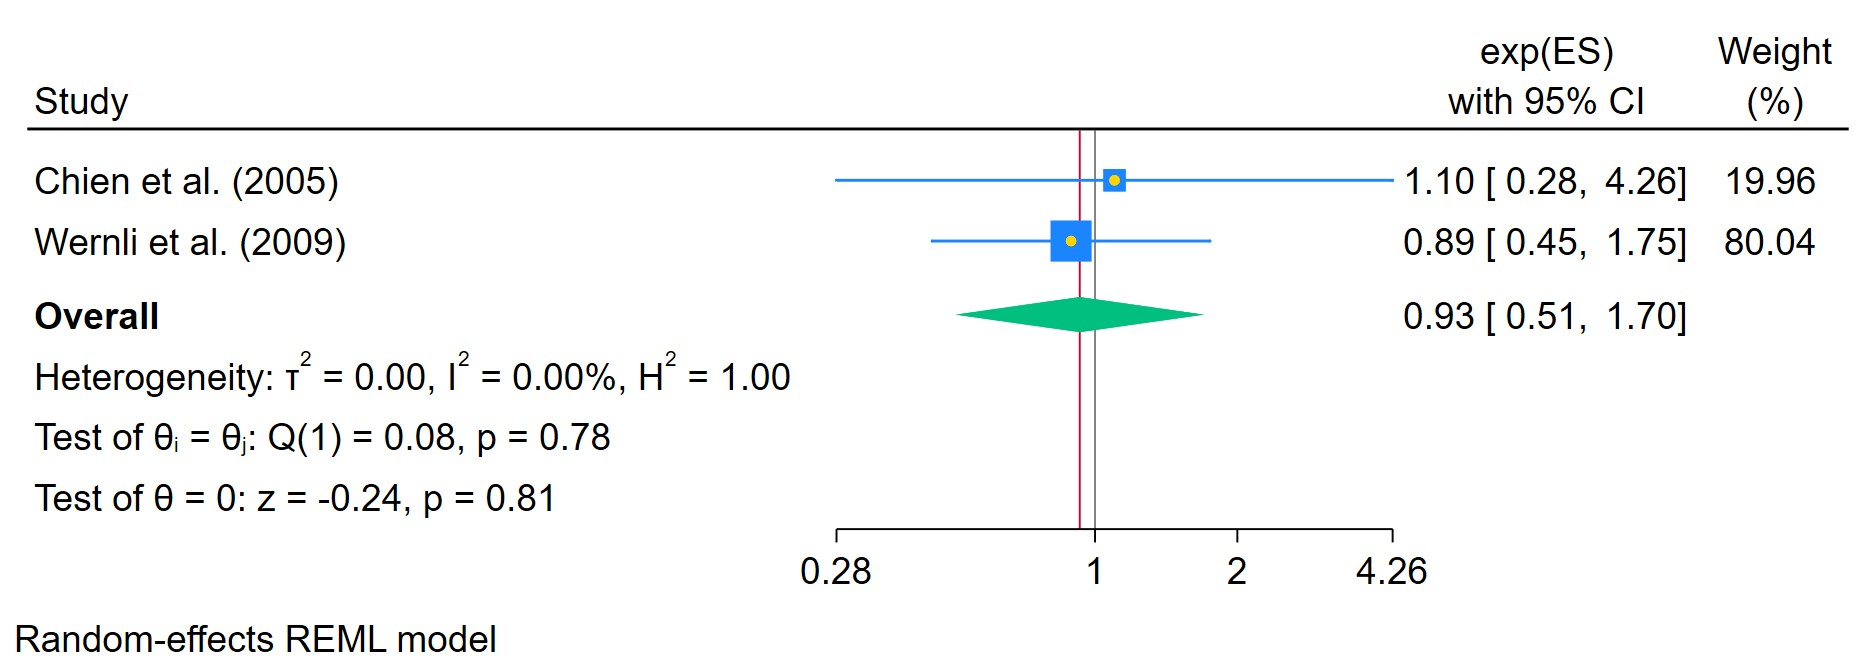 exp(ES) Weight
Study with 95% CI (%)
Chien et al. (2005) 1.10 [ 0.28, 4.26] 19.96
Wernli et al. (2009) 0.89 [ 0.45, 1.75] 80.04
Overall 0.93 [ 0.51, 1.70]
Heterogeneity: τ² = 0.00, I² = 0.00%, H² = 1.00
Test of θᵢ = θⱼ: Q(1) = 0.08, p = 0.78
Test of θ = 0: z = -0.24, p = 0.81
0.28 1 2 4.26
Random-effects REML model